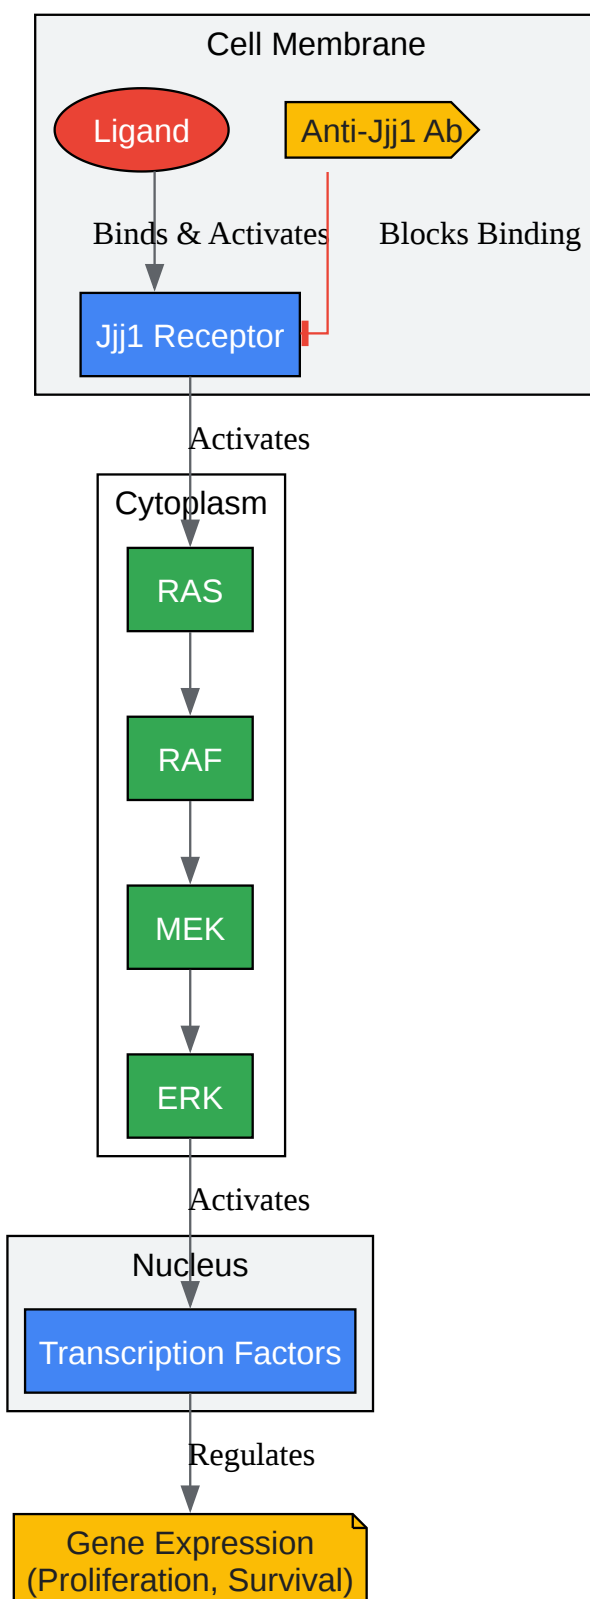 Cell Membrane
Ligand
Anti-Jjj1 Ab
Binds & Activates
Blocks Binding
Jjj1 Receptor
Activates
Cytoplasm
RAS
RAF
MEK
ERK
Activates
Nucleus
Transcription Factors
Regulates
Gene Expression
(Proliferation, Survival)